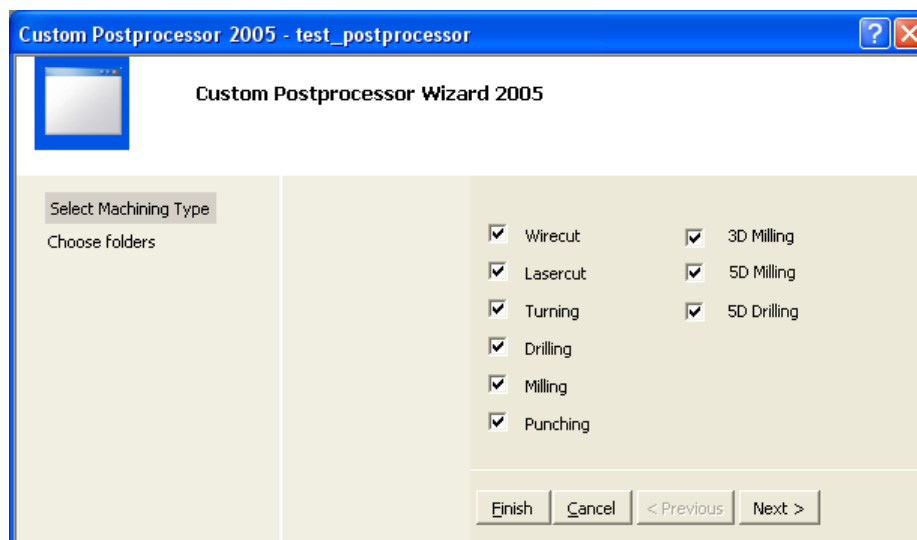 Custom Postprocessor 2005 - test_postprocessor
Custom Postprocessor Wizard 2005
Select Machining Type
Choose folders
Wirecut
Lasercut
Turning
Drilling
Milling
Punching
3D Milling
5D Milling
5D Drilling
Finish
Cancel
< Previous
Next >